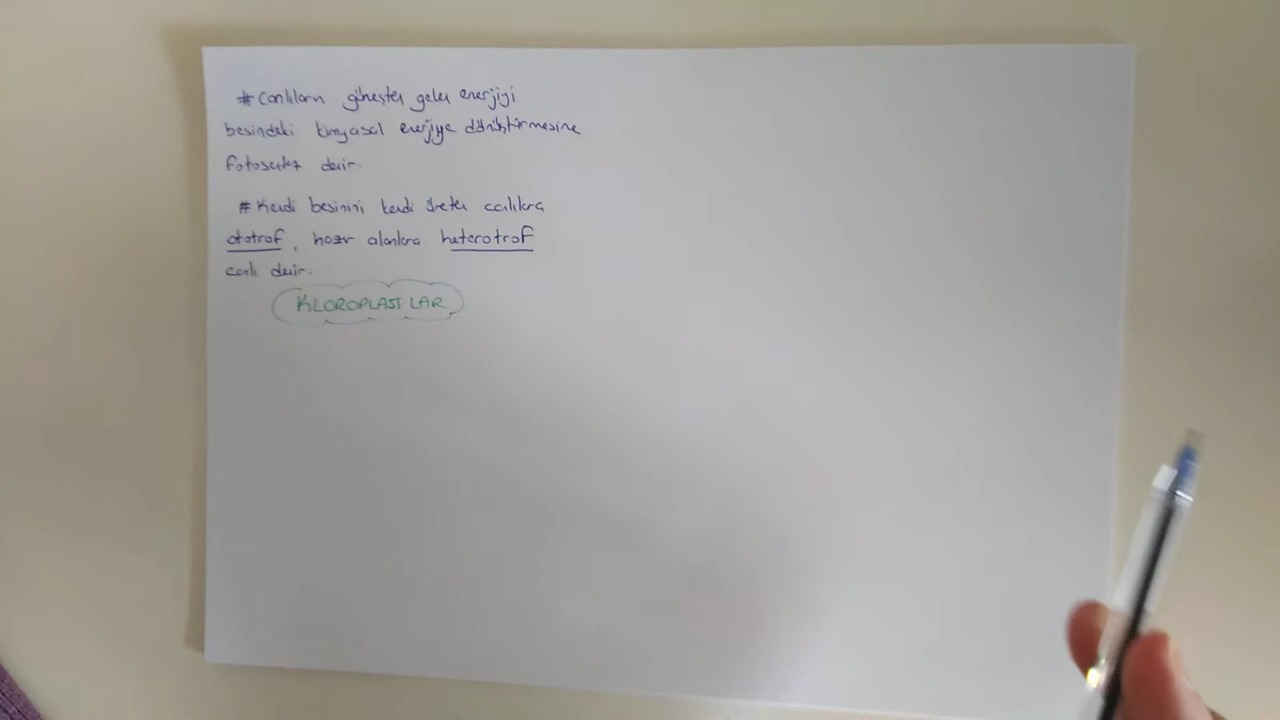 # Canlıların güneşten gelen enerjiyi
besindeki kimyasal enerjiye dönüştürmesine
fotosentez denir.
# Kendi besinini kendi üreten canlılara
ototrof, hazır alanlara heterotrof
canlı denir.
KLOROPLASTLAR